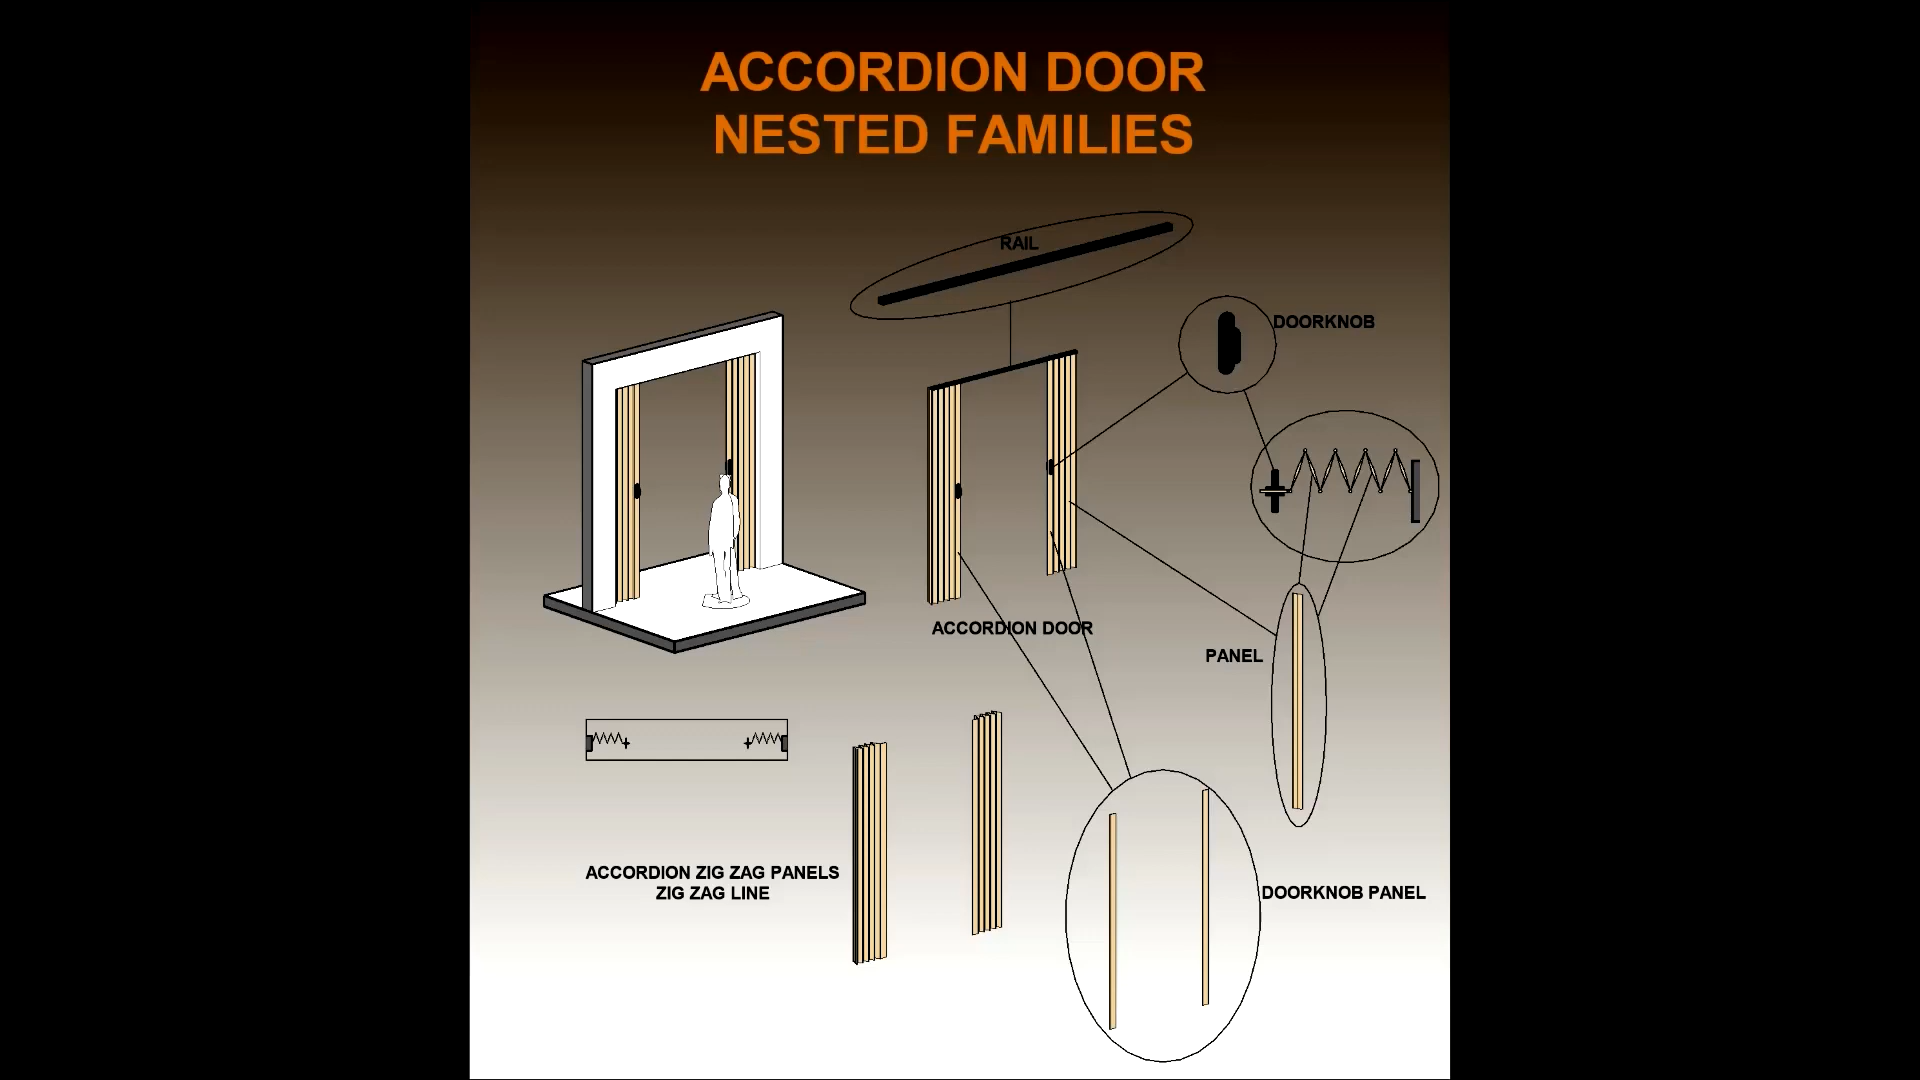 ACCORDION DOOR
NESTED FAMILIES
RAIL
DOORKNOB
ACCORDION DOOR
PANEL
ACCORDION ZIG ZAG PANELS
ZIG ZAG LINE
DOORKNOB PANEL